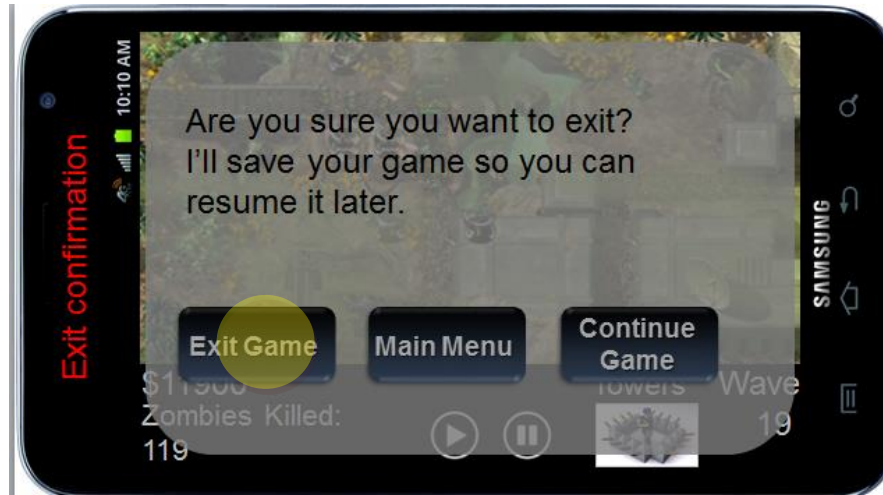 Exit confirmation
10:10 AM
Are you sure you want to exit?
I'll save your game so you can
resume it later.
Exit Game
Main Menu
Continue
Game
$11900
Zombies Killed:
119
Towers
Wave
19
SAMSUNG